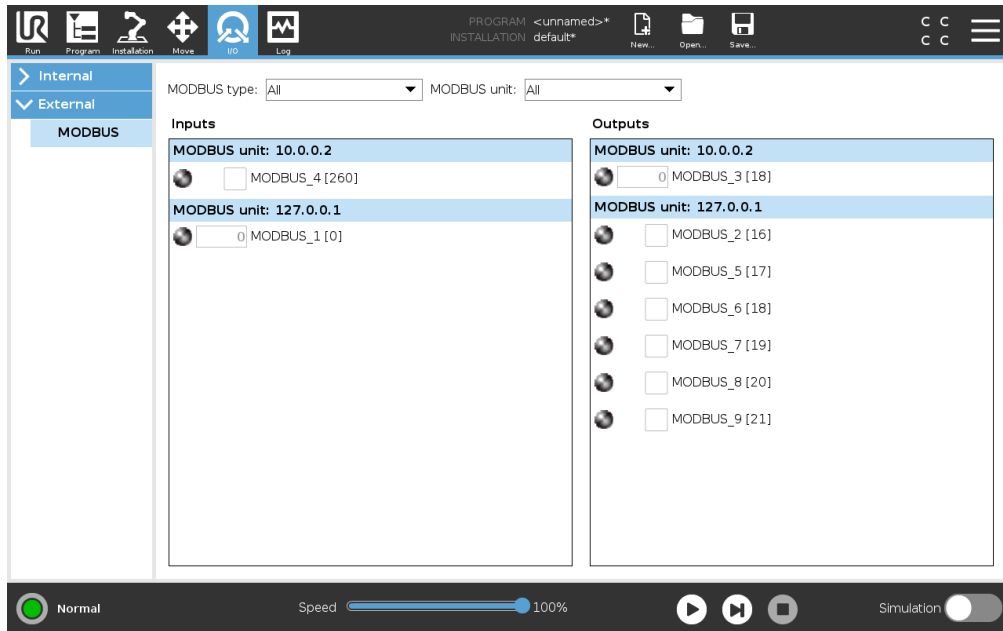 UR
PROGRAM <unnamed>*
INSTALLATION default*
C C
C C
Run Program Installation Move I/O Log New... Open... Save...
Internal
External
MODBUS
MODBUS type: All MODBUS unit: All
Inputs
MODBUS unit: 10.0.0.2
MODBUS_4 [260]
MODBUS unit: 127.0.0.1
0 MODBUS_1 [0]
Outputs
MODBUS unit: 10.0.0.2
0 MODBUS_3 [18]
MODBUS unit: 127.0.0.1
MODBUS_2 [16]
MODBUS_5 [17]
MODBUS_6 [18]
MODBUS_7 [19]
MODBUS_8 [20]
MODBUS_9 [21]
Normal Speed 100% Simulation